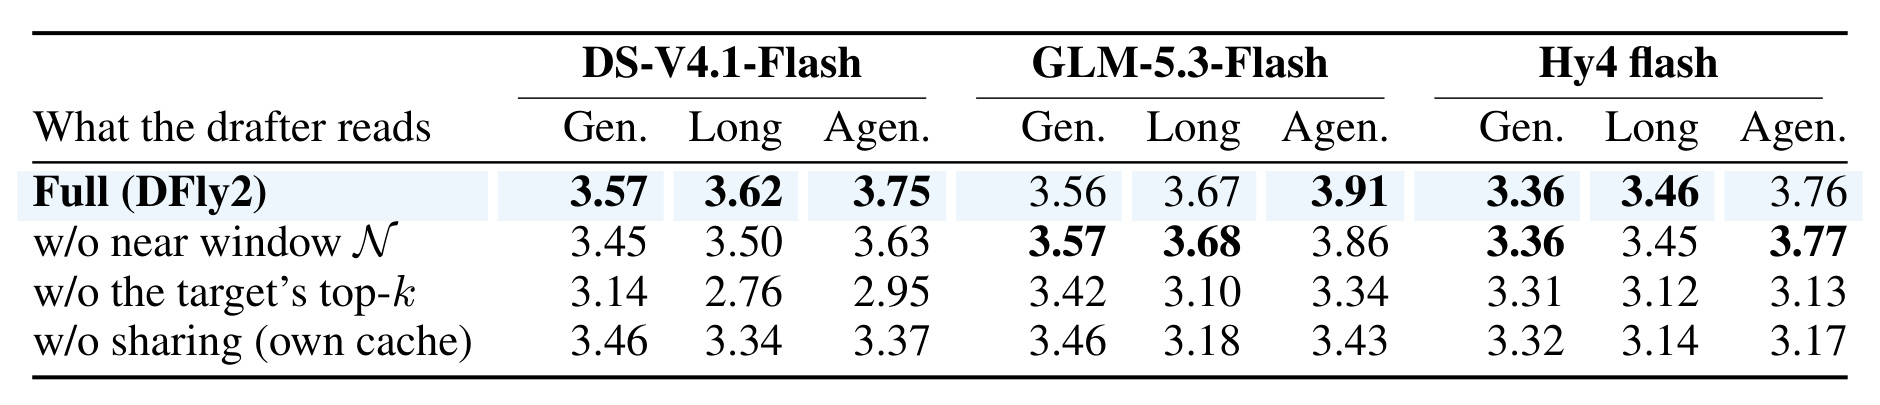 DS-V4.1-Flash GLM-5.3-Flash Hy4 flash
What the drafter reads Gen. Long Agen. Gen. Long Agen. Gen. Long Agen.
Full (DFly2) 3.57 3.62 3.75 3.56 3.67 3.91 3.36 3.46 3.76
w/o near window 𝒩 3.45 3.50 3.63 3.57 3.68 3.86 3.36 3.45 3.77
w/o the target's top-k 3.14 2.76 2.95 3.42 3.10 3.34 3.31 3.12 3.13
w/o sharing (own cache) 3.46 3.34 3.37 3.46 3.18 3.43 3.32 3.14 3.17